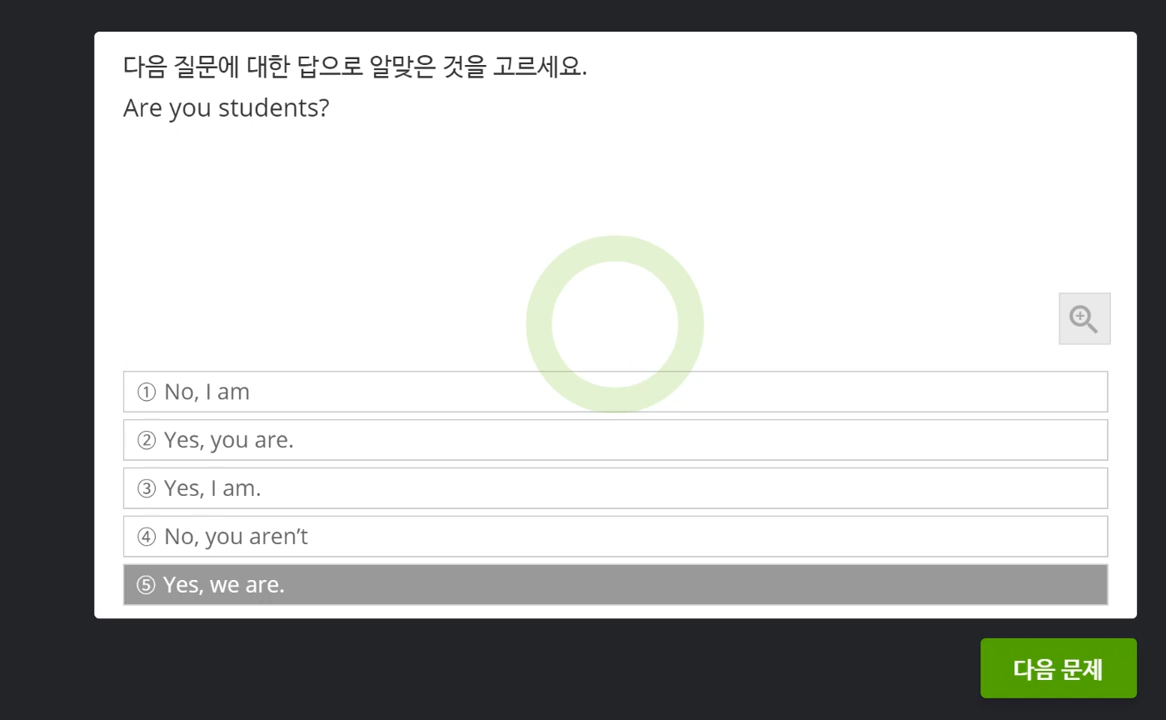 다음 질문에 대한 답으로 알맞은 것을 고르세요.
Are you students?
① No, I am
② Yes, you are.
③ Yes, I am.
④ No, you aren’t
⑤ Yes, we are.
다음 문제